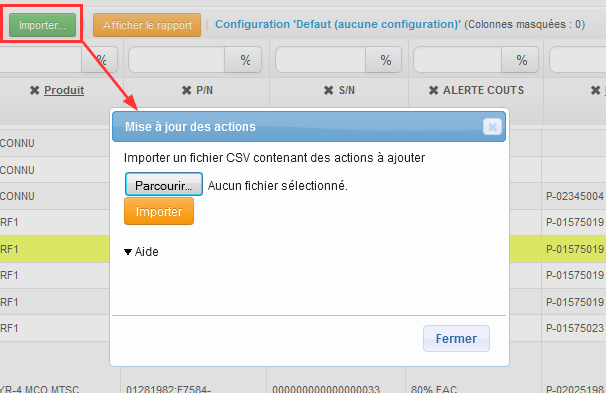 Importer... Afficher le rapport Configuration 'Defaut (aucune configuration)' (Colonnes masquées : 0)
% % % %
✖ Produit ✖ P/N ✖ S/N ✖ ALERTE COUTS ✖
Mise à jour des actions
CONNU
Importer un fichier CSV contenant des actions à ajouter
CONNU
Parcourir... Aucun fichier sélectionné.
CONNU P-02345004
Importer
RF1 P-01575019
RF1 P-01575019
Aide
RF1 P-01575019
RF1 P-01575019
RF1 P-01575023
Fermer
YR-4 MCO MTSC 01281982:F7584- 000000000000000033 80% EAC P-02025198